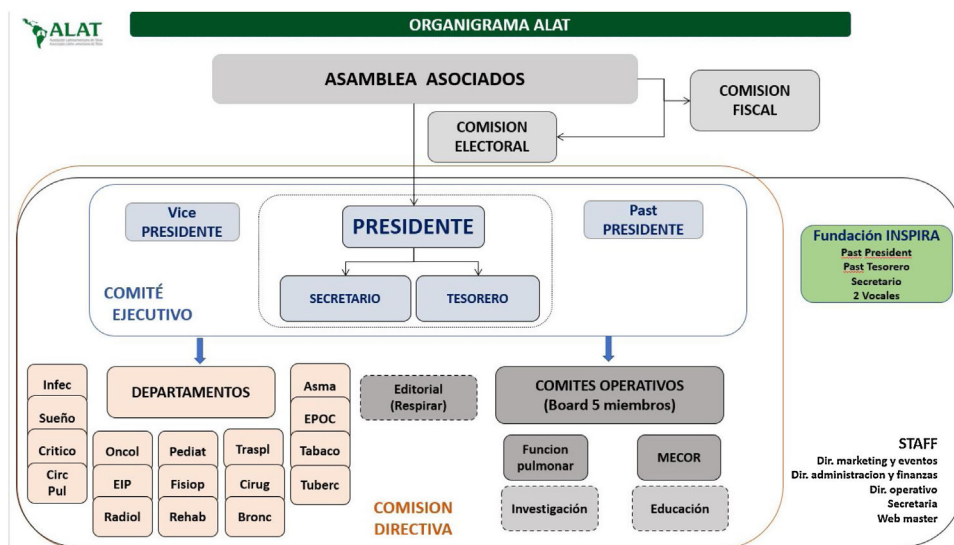 ORGANIGRAMA ALAT
ALAT
ASAMBLEA ASOCIADOS
COMISION
FISCAL
COMISION
ELECTORAL
Vice
PRESIDENTE
PRESIDENTE
Past
PRESIDENTE
SECRETARIO
TESORERO
COMITÉ
EJECUTIVO
Fundación INSPIRA
Past President
Past Tesorero
Secretario
2 Vocales
Infec
Sueño
Critico
Circ
Pul
DEPARTAMENTOS
Oncol
Pediat
Traspl
EIP
Fisiop
Cirug
Radiol
Rehab
Bronc
Asma
EPOC
Tabaco
Tuberc
Editorial
(Respirar)
COMITES OPERATIVOS
(Board 5 miembros)
Funcion
pulmonar
MECOR
Investigación
Educación
COMISION
DIRECTIVA
STAFF
Dir. marketing y eventos
Dir. administracion y finanzas
Dir. operativo
Secretaria
Web master